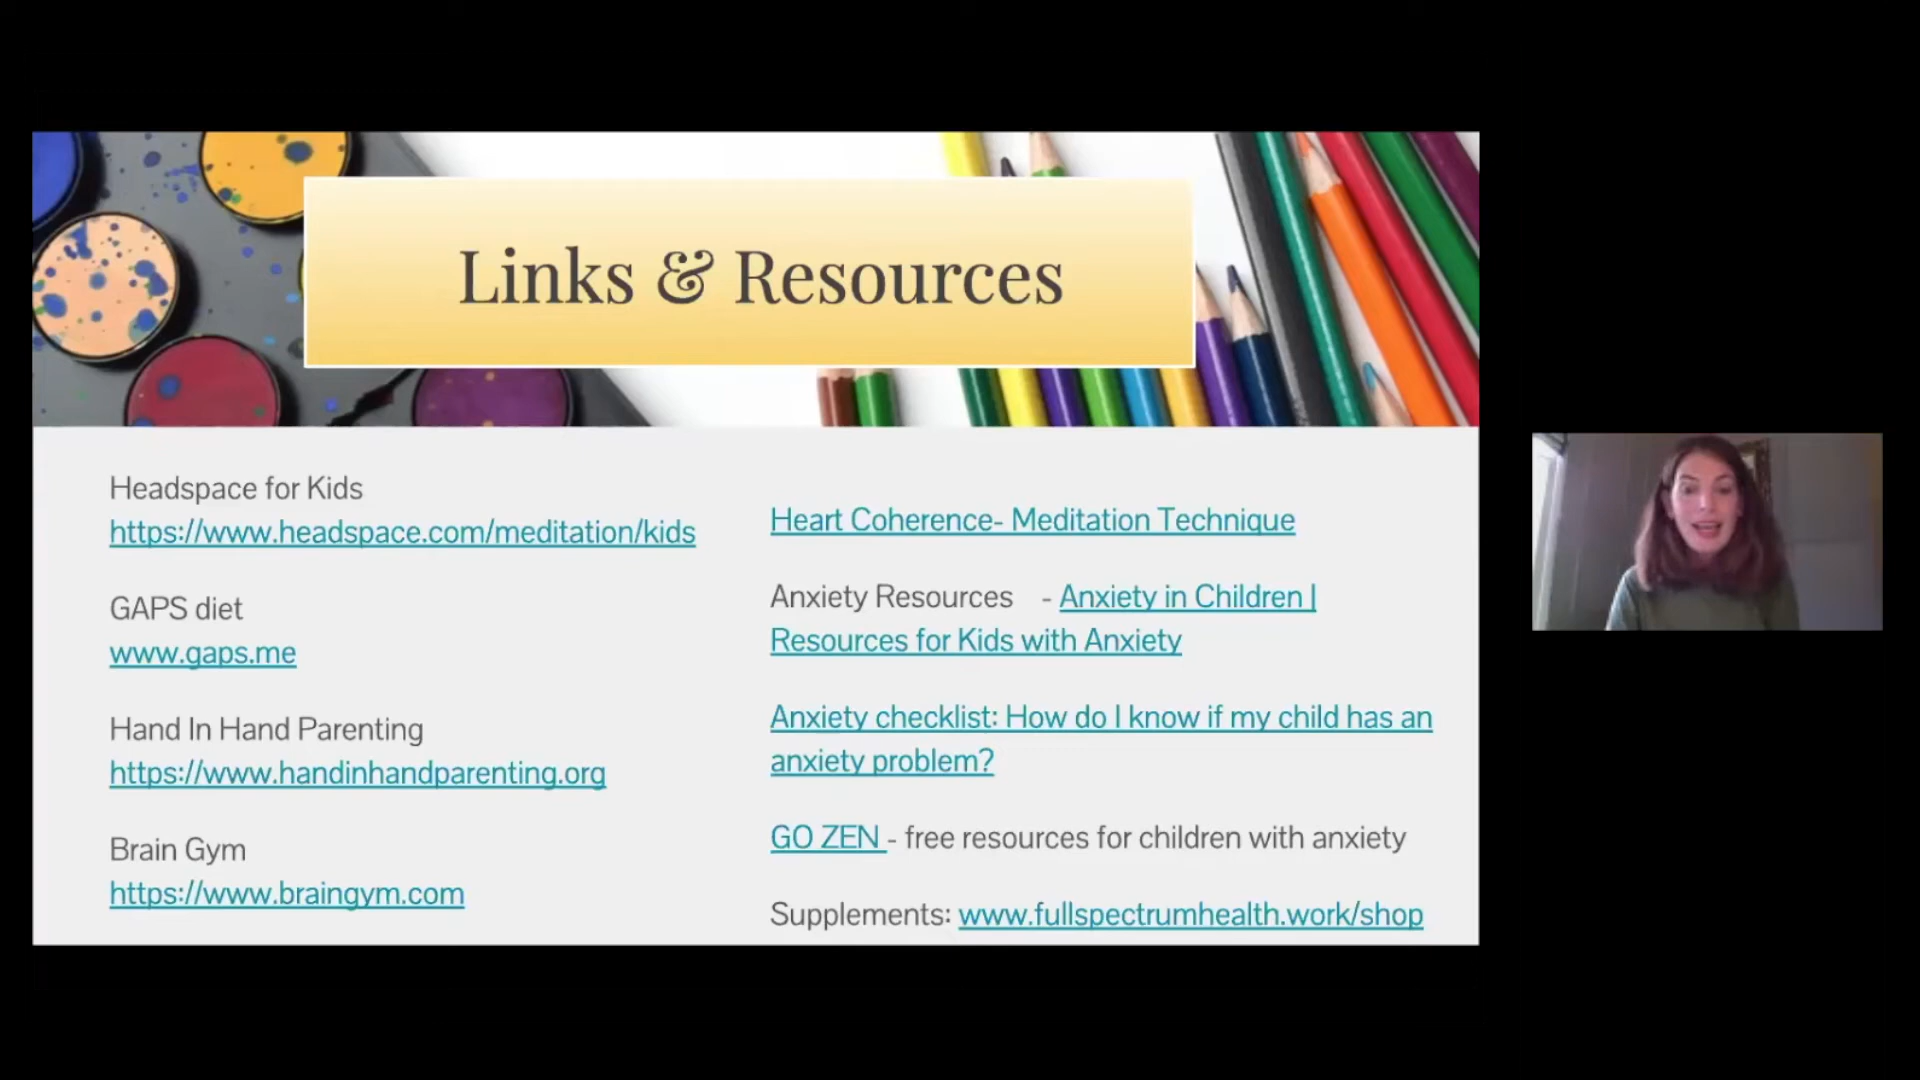 Links & Resources
Headspace for Kids
https://www.headspace.com/meditation/kids
GAPS diet
www.gaps.me
Hand In Hand Parenting
https://www.handinhandparenting.org
Brain Gym
https://www.braingym.com
Heart Coherence- Meditation Technique
Anxiety Resources - Anxiety in Children |
Resources for Kids with Anxiety
Anxiety checklist: How do I know if my child has an
anxiety problem?
GO ZEN - free resources for children with anxiety
Supplements: www.fullspectrumhealth.work/shop